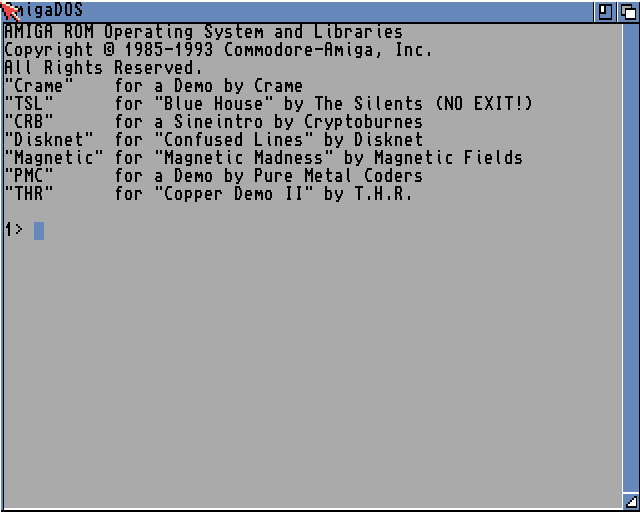 AmigaDOS
AMIGA ROM Operating System and Libraries
Copyright © 1985-1993 Commodore-Amiga, Inc.
All Rights Reserved.
"Crame"    for a Demo by Crame
"TSL"      for "Blue House" by The Silents (NO EXIT!)
"CRB"      for a Sineintro by Cryptoburnes
"Disknet"  for "Confused Lines" by Disknet
"Magnetic" for "Magnetic Madness" by Magnetic Fields
"PMC"      for a Demo by Pure Metal Coders
"THR"      for "Copper Demo II" by T.H.R.
1>